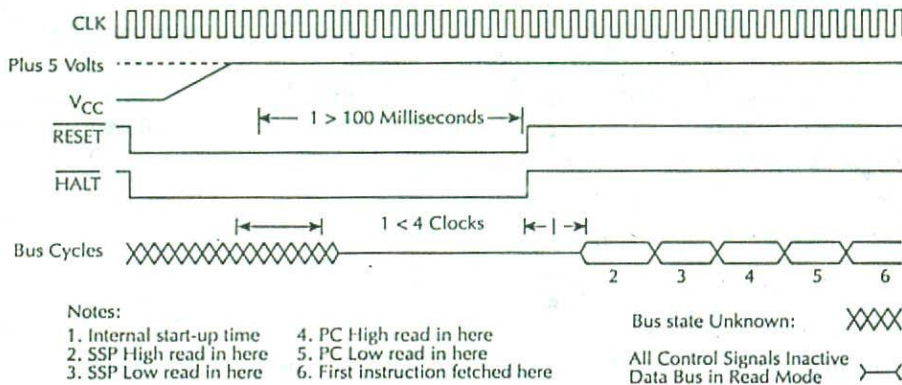 CLK
Plus 5 Volts
VCC
1 > 100 Milliseconds
RESET
HALT
1 < 4 Clocks
1
Bus Cycles
2 3 4 5 6
Notes:
1. Internal start-up time
2. SSP High read in here
3. SSP Low read in here
4. PC High read in here
5. PC Low read in here
6. First instruction fetched here
Bus state Unknown:
All Control Signals Inactive
Data Bus in Read Mode